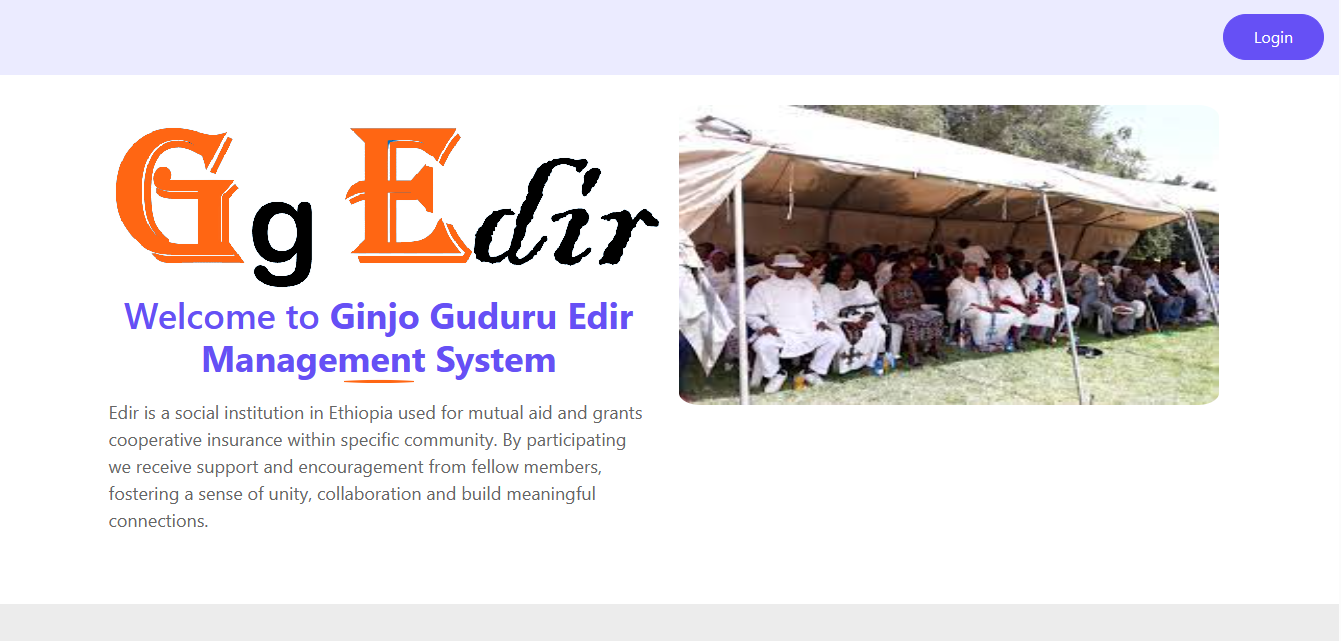 Login
Gg Edir
Welcome to Ginjo Guduru Edir
Management System
Edir is a social institution in Ethiopia used for mutual aid and grants
cooperative insurance within specific community. By participating
we receive support and encouragement from fellow members,
fostering a sense of unity, collaboration and build meaningful
connections.